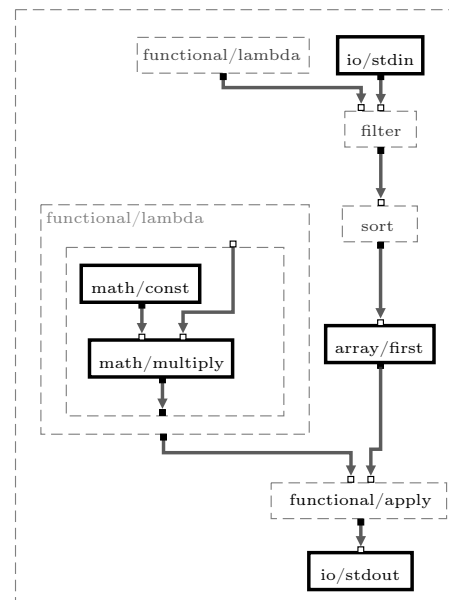 functional/lambda
io/stdin
filter
functional/lambda
sort
math/const
math/multiply
array/first
functional/apply
io/stdout